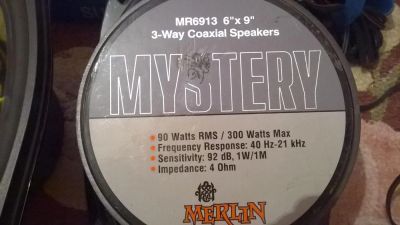 MR6913 6"x 9"
3-Way Coaxial Speakers
MYSTERY
• 90 Watts RMS / 300 Watts Max
• Frequency Response: 40 Hz-21 kHz
• Sensitivity: 92 dB, 1W/1M
• Impedance: 4 Ohm
MERLIN